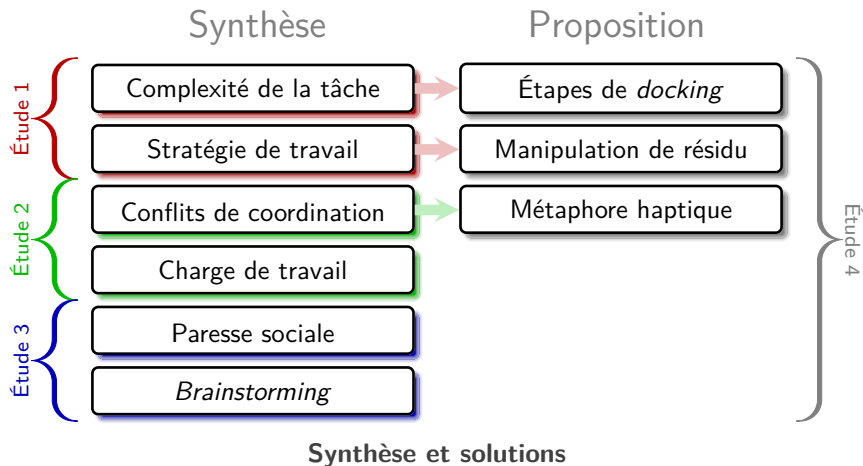 Synthèse
Proposition
Étude 1
Complexité de la tâche
Étapes de docking
Stratégie de travail
Manipulation de résidu
Étude 2
Conflits de coordination
Métaphore haptique
Charge de travail
Étude 3
Paresse sociale
Brainstorming
Étude 4
Synthèse et solutions